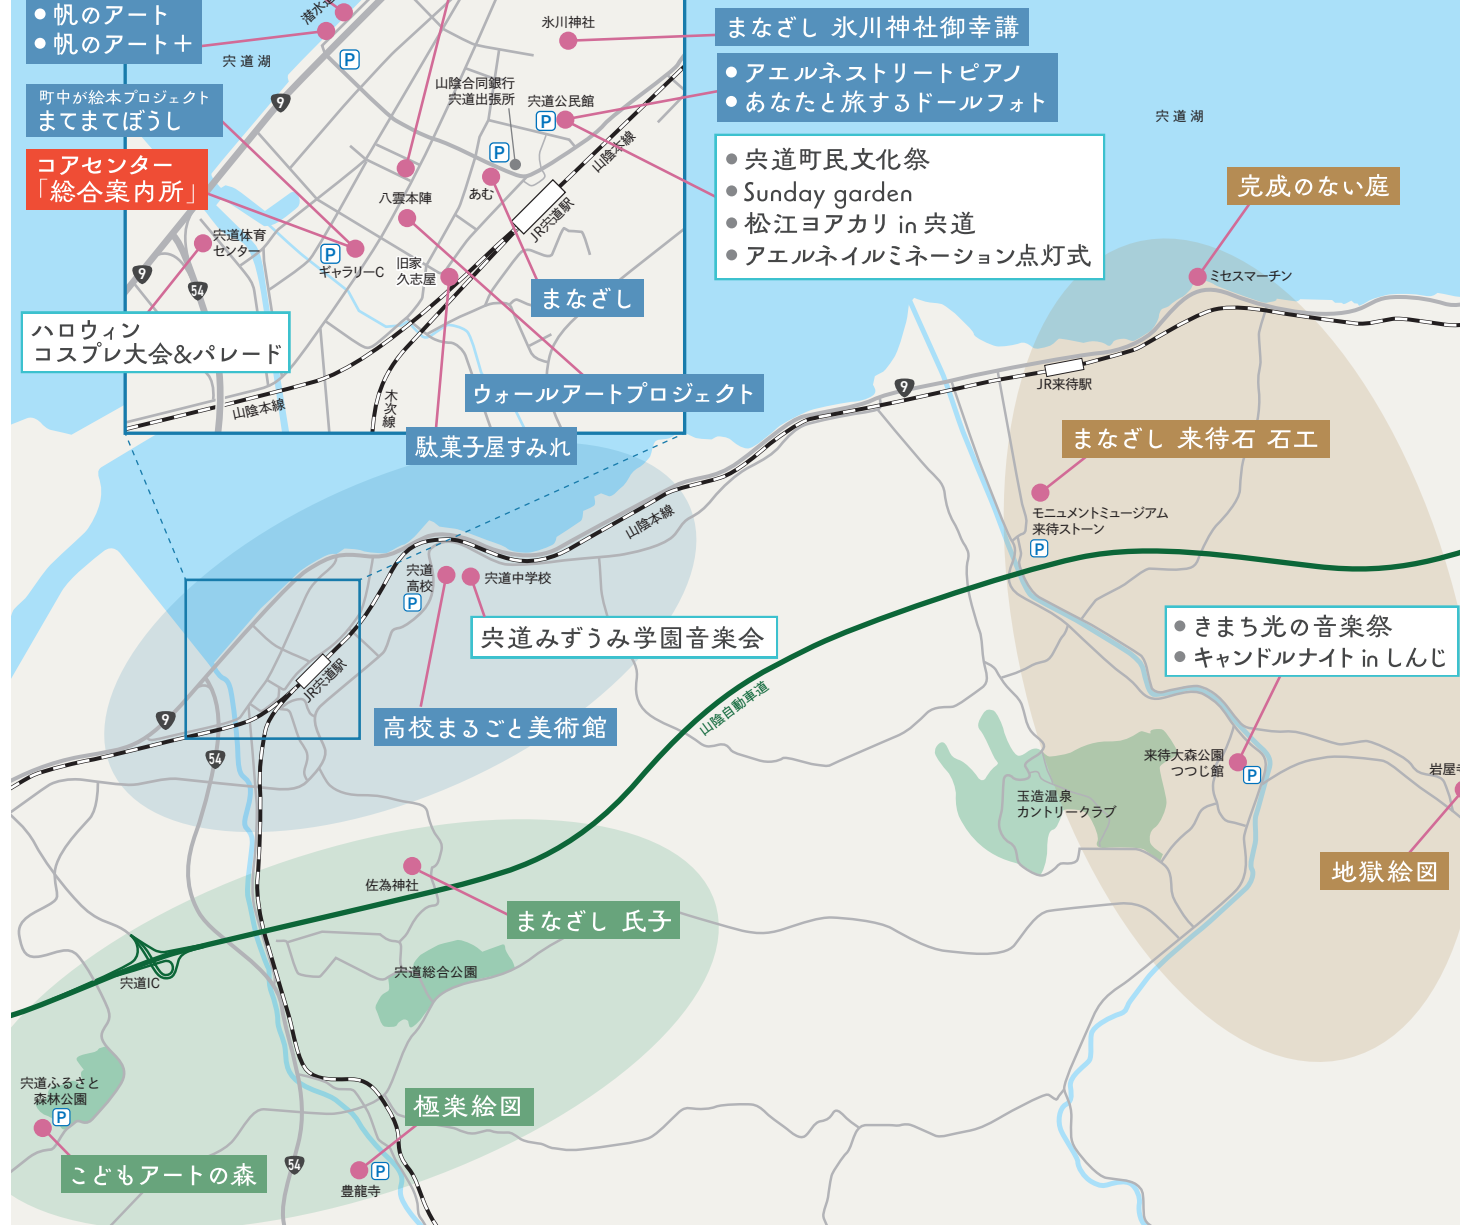 ● 帆のアート
● 帆のアート＋
潜水道
宍道湖
P
9
町中が絵本プロジェクト
まてまてぼうし
コアセンター
「総合案内所」
氷川神社
まなざし 氷川神社御幸講
● アエルネストリートピアノ
● あなたと旅するドールフォト
山陰合同銀行
宍道出張所
宍道公民館
P
P
山陰本線
● 宍道町民文化祭
● Sunday garden
● 松江ヨアカリ in 宍道
● アエルネイルミネーション点灯式
宍道湖
完成のない庭
ミセスマーチン
八雲本陣
あむ
JR宍道駅
宍道体育
センター
P
ギャラリーC
旧家
久志屋
9
54
まなざし
ハロウィン
コスプレ大会&パレード
ウォールアートプロジェクト
山陰本線
木次線
駄菓子屋すみれ
9
JR来待駅
まなざし 来待石 石工
モニュメントミュージアム
来待ストーン
P
山陰本線
宍道
高校
P
宍道中学校
宍道みずうみ学園音楽会
● きまち光の音楽祭
● キャンドルナイト in しんじ
JR宍道駅
9
54
高校まるごと美術館
山陰自動車道
来待大森公園
つつじ館
P
岩屋寺
玉造温泉
カントリークラブ
地獄絵図
佐為神社
まなざし 氏子
宍道IC
宍道総合公園
宍道ふるさと
森林公園
P
極楽絵図
こどもアートの森
54
P
豊龍寺